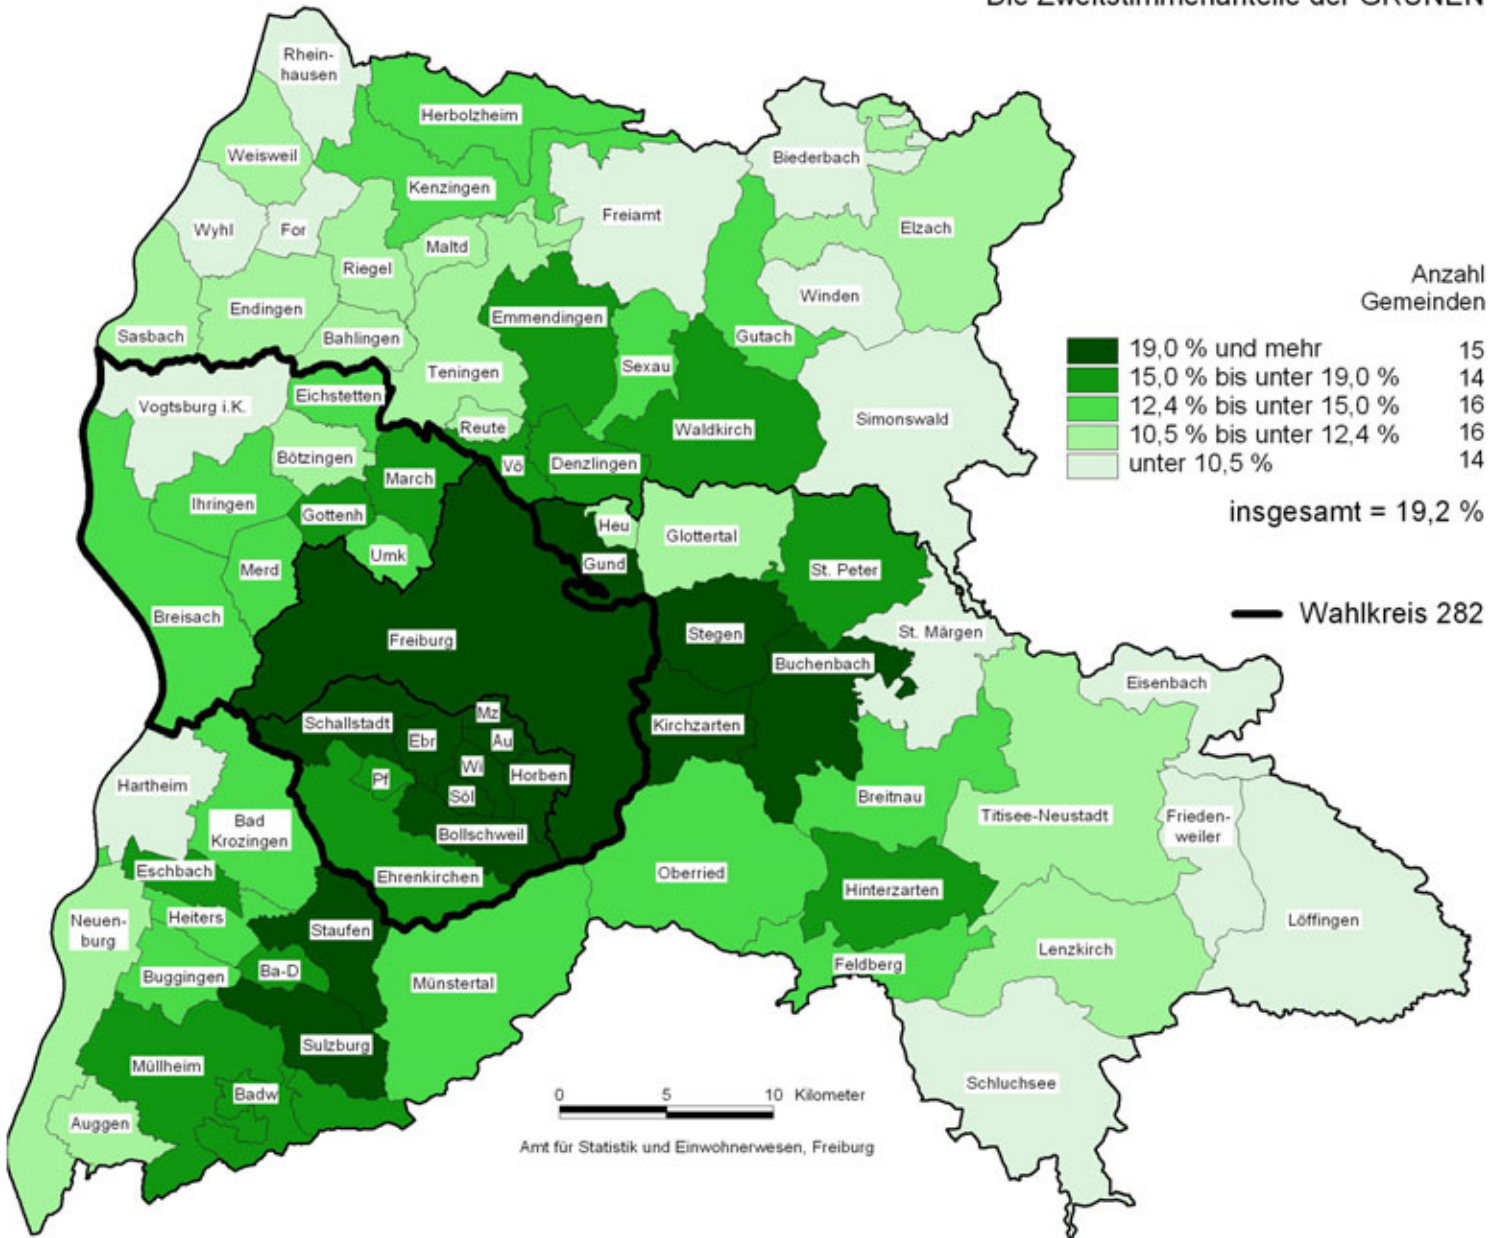 Die Zweitstimmenanteile der GRÜNEN
Rhein-
hausen
Herbolzheim
Weisweil
Biederbach
Kenzingen
Freiamt
Wyhl
For
Elzach
Maltd
Riegel
Winden
Endingen
Emmendingen
Sasbach
Bahlingen
Gutach
Sexau
Teningen
Eichstetten
Vogtsburg i.K.
Simonswald
Reute
Waldkirch
Bötzingen
Vö
Denzlingen
March
Ihringen
Gottenh
Heu
Glottertal
Umk
Gund
Merd
St. Peter
Breisach
Freiburg
Stegen
St. Märgen
Buchenbach
Eisenbach
Schallstadt
Mz
Kirchzarten
Ebr
Au
Wi
Horben
Hartheim
Pf
Söl
Breitnau
Titisee-Neustadt
Frieden-
weiler
Bad
Krozingen
Bollschweil
Eschbach
Ehrenkirchen
Oberried
Hinterzarten
Heiters
Neuen-
burg
Staufen
Löffingen
Lenzkirch
Ba-D
Feldberg
Buggingen
Münstertal
Sulzburg
Müllheim
Schluchsee
Badw
Auggen
Anzahl
Gemeinden
19,0 % und mehr 15
15,0 % bis unter 19,0 % 14
12,4 % bis unter 15,0 % 16
10,5 % bis unter 12,4 % 16
unter 10,5 % 14
insgesamt = 19,2 %
Wahlkreis 282
0 5 10 Kilometer
Amt für Statistik und Einwohnerwesen, Freiburg